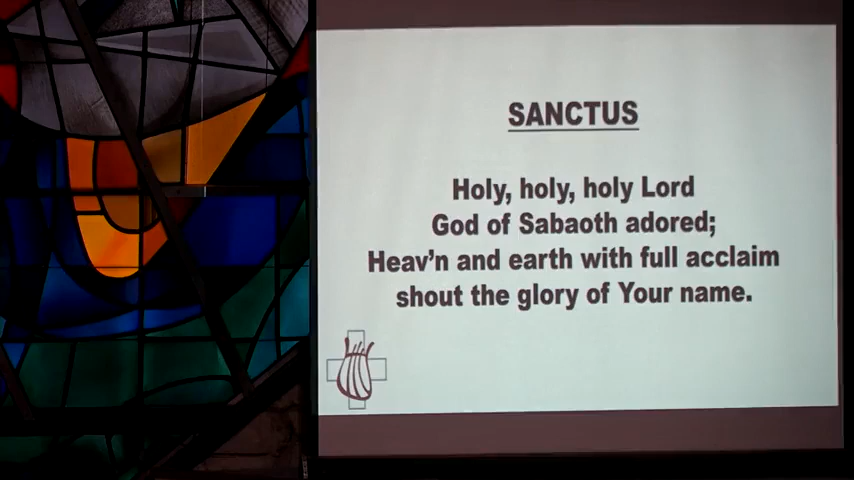 SANCTUS
Holy, holy, holy Lord
God of Sabaoth adored;
Heav'n and earth with full acclaim
shout the glory of Your name.